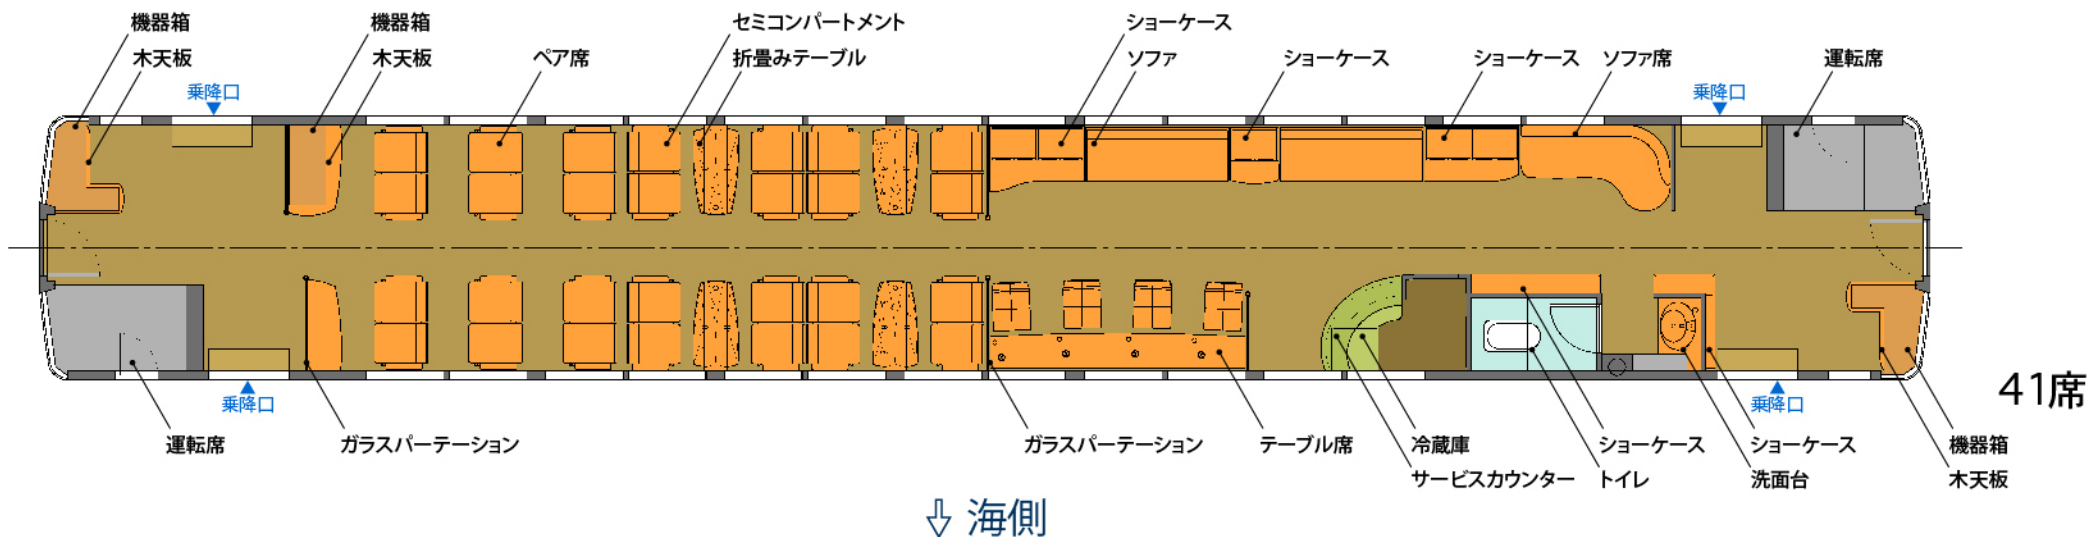 機器箱
機器箱
セミコンパートメント
ショーケース
木天板
木天板
ペア席
折畳みテーブル
ソファ
ショーケース
ショーケース
ソファ席
運転席
乗降口
乗降口
41席
乗降口
乗降口
運転席
ガラスパーテーション
ガラスパーテーション
テーブル席
冷蔵庫
ショーケース
ショーケース
機器箱
サービスカウンター
トイレ
洗面台
木天板
海側